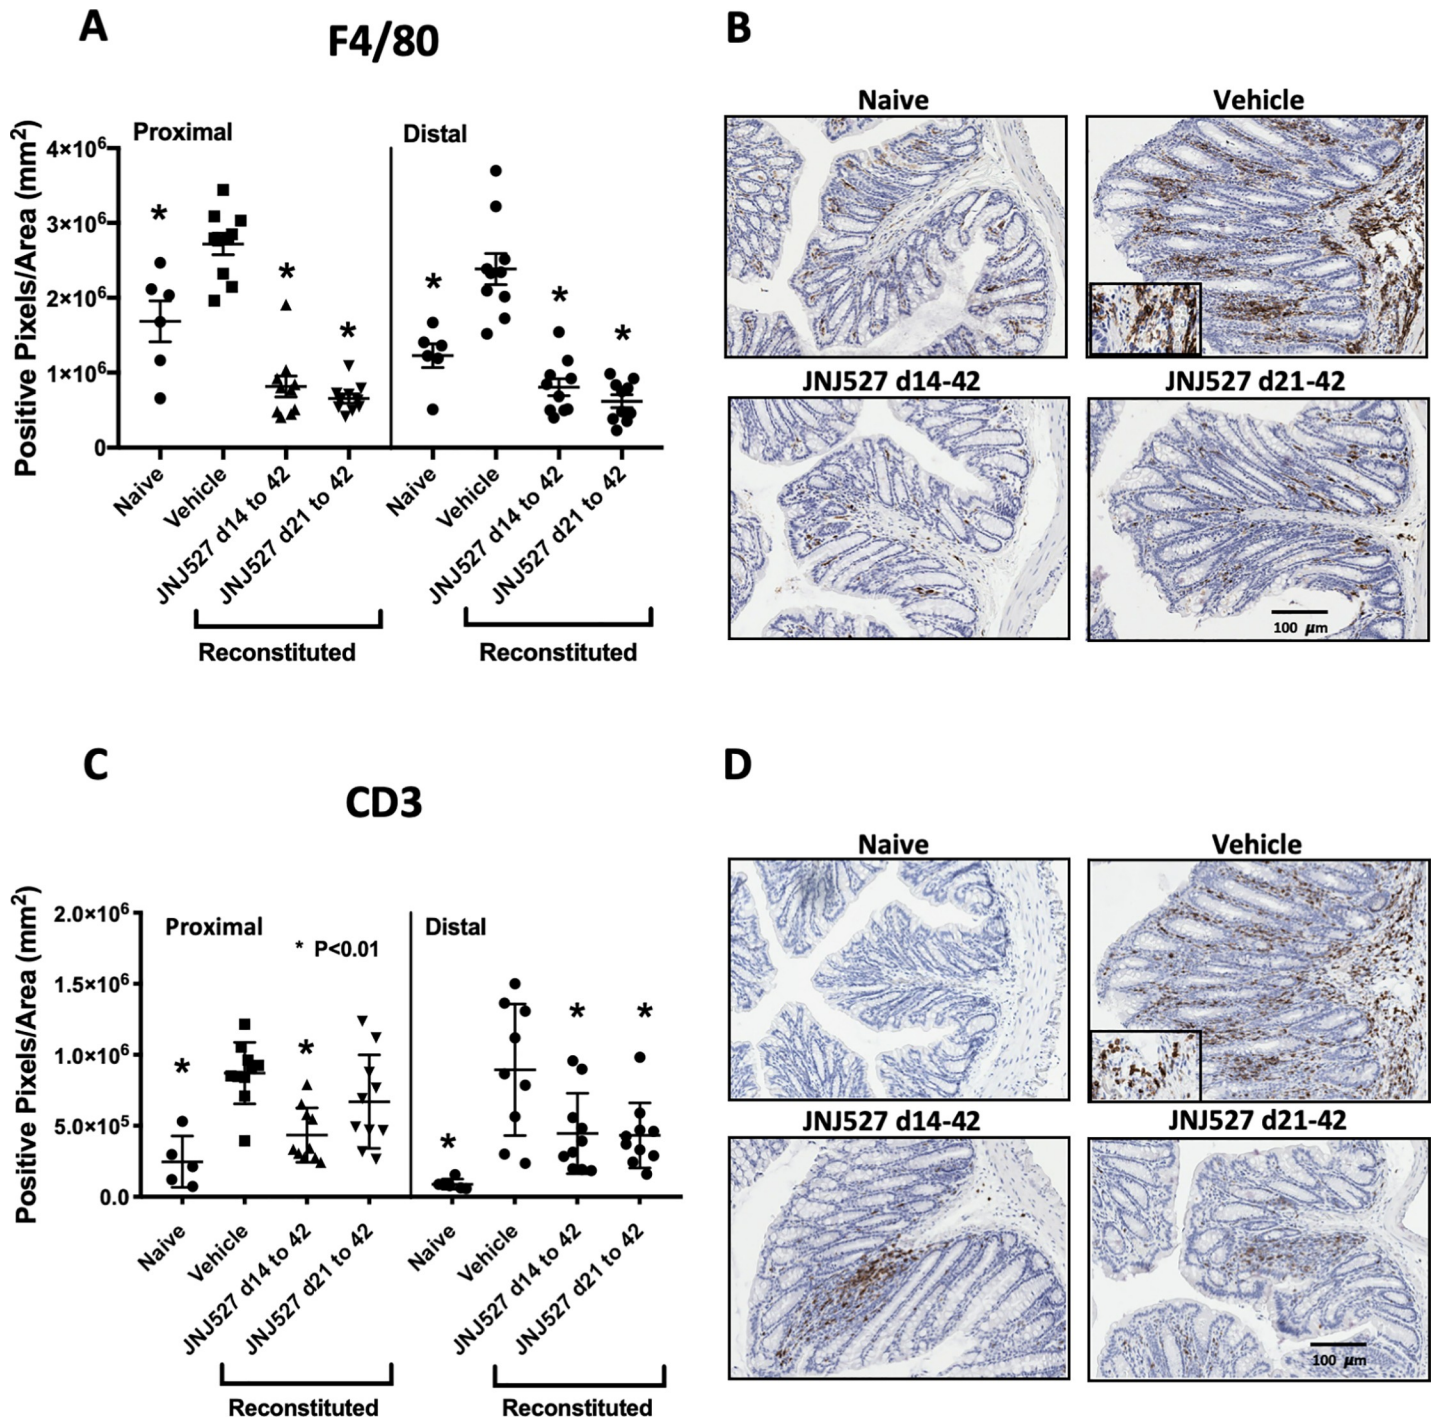 A
F4/80
Positive Pixels/Area (mm²)
Proximal
Distal
4×10⁶
3×10⁶
2×10⁶
1×10⁶
0
*
*
*
*
*
*
Naive
Vehicle
JNJ527 d14 to 42
JNJ527 d21 to 42
Naive
Vehicle
JNJ527 d14 to 42
JNJ527 d21 to 42
Reconstituted
Reconstituted
B
Naive
Vehicle
JNJ527 d14-42
JNJ527 d21-42
100 µm
C
CD3
Positive Pixels/Area (mm²)
Proximal
Distal
* P<0.01
2.0×10⁶
1.5×10⁶
1.0×10⁶
5.0×10⁵
0.0
*
*
*
*
*
Naive
Vehicle
JNJ527 d14 to 42
JNJ527 d21 to 42
Naive
Vehicle
JNJ527 d14 to 42
JNJ527 d21 to 42
Reconstituted
Reconstituted
D
Naive
Vehicle
JNJ527 d14-42
JNJ527 d21-42
100 µm